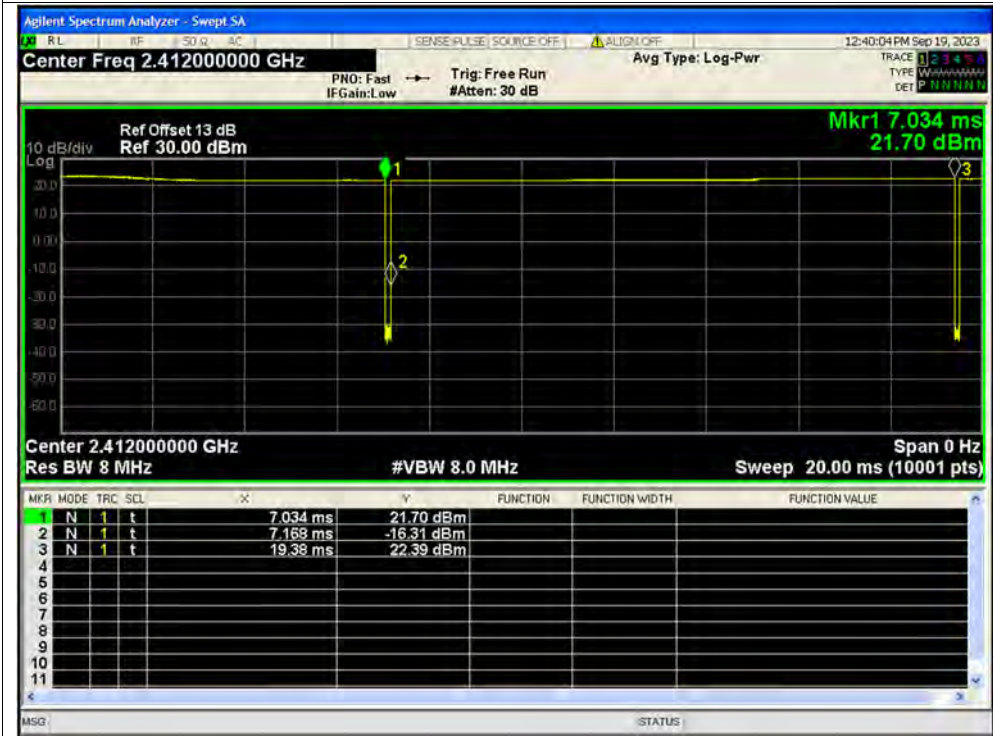 Agilent Spectrum Analyzer - Swept SA
RL RF 50 Ω AC SENSE:PULSE SOURCE OFF ALIGN OFF 12:40:04 PM Sep 19, 2023
Center Freq 2.412000000 GHz
PNO: Fast Trig: Free Run Avg Type: Log-Pwr
IFGain:Low #Atten: 30 dB
TRACE 1 2 3 4 5 6
TYPE W
DET P N N N N N
Mkr1 7.034 ms
21.70 dBm
Ref Offset 13 dB
10 dB/div Ref 30.00 dBm
Log
1
3
20.0
10.0
0.00
2
-10.0
-20.0
-30.0
-40.0
-50.0
-60.0
Center 2.412000000 GHz Span 0 Hz
Res BW 8 MHz #VBW 8.0 MHz Sweep 20.00 ms (10001 pts)
MKR MODE TRC SCL X Y FUNCTION FUNCTION WIDTH FUNCTION VALUE
1 N 1 t 7.034 ms 21.70 dBm
2 N 1 t 7.168 ms -16.31 dBm
3 N 1 t 19.38 ms 22.39 dBm
4
5
6
7
8
9
10
11
MSG STATUS